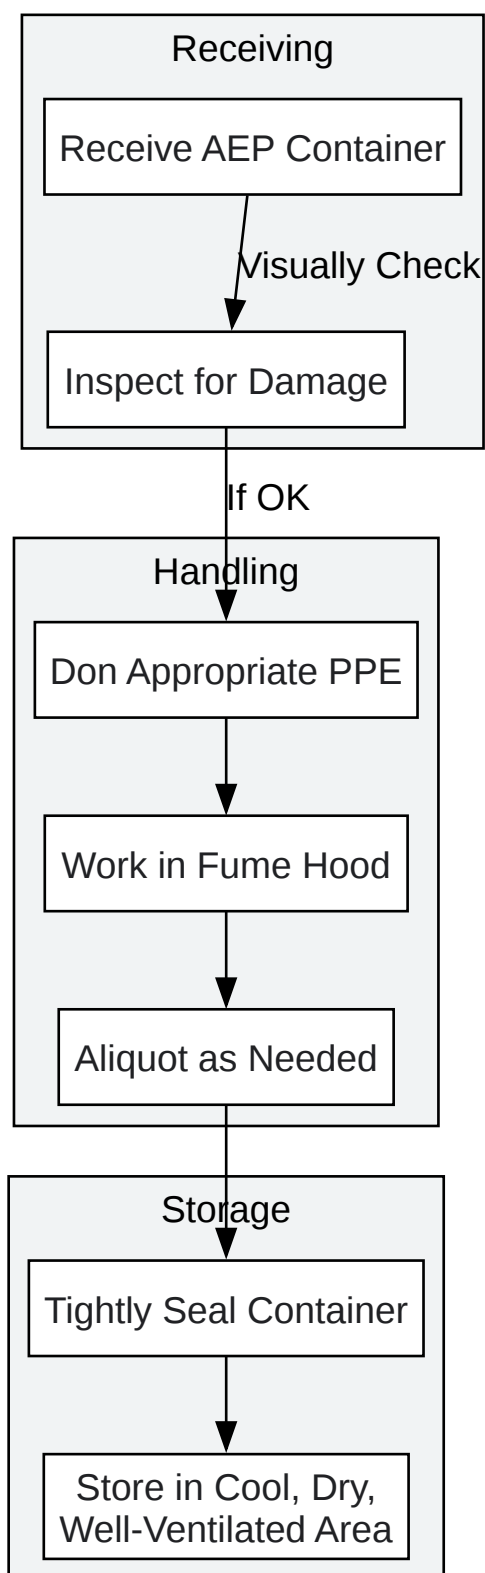 Receiving
Receive AEP Container
Visually Check
Inspect for Damage
If OK
Handling
Don Appropriate PPE
Work in Fume Hood
Aliquot as Needed
Storage
Tightly Seal Container
Store in Cool, Dry,
Well-Ventilated Area